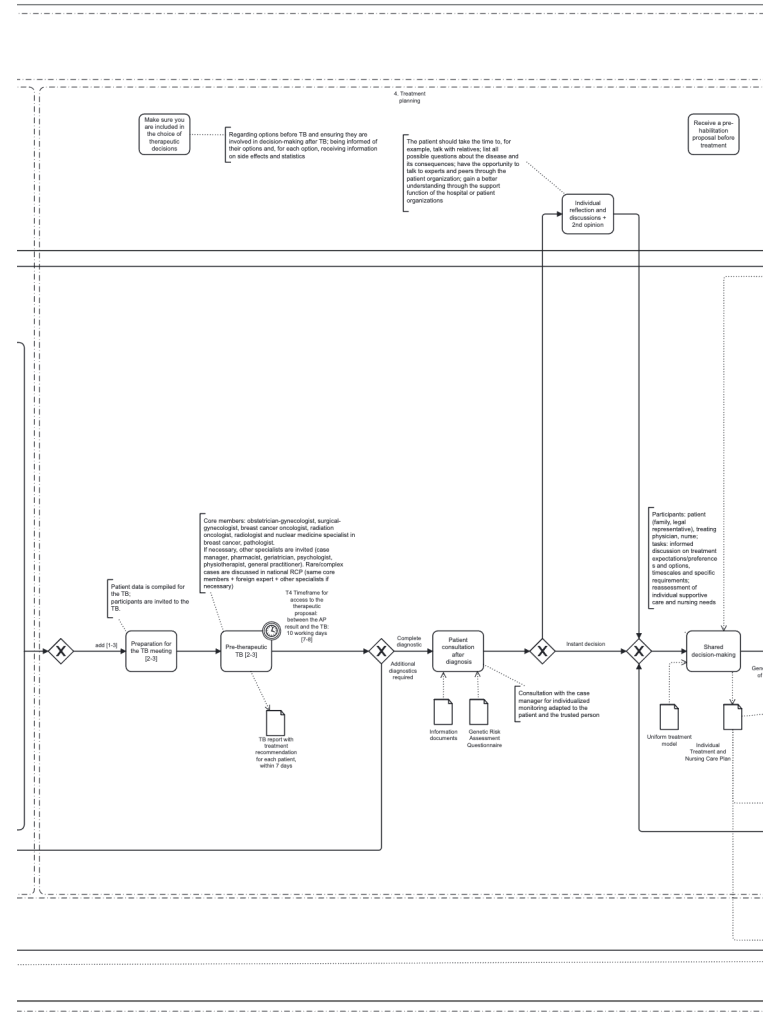 4. Treatment
planning
Make sure you
are included in
the choice of
therapeutic
decisions
Regarding options before TB and ensuring they are
involved in decision-making after TB; being informed of
their options and, for each option, receiving information
on side effects and statistics
The patient should take the time to, for
example, talk with relatives; list all
possible questions about the disease and
its consequences; have the opportunity to
talk to experts and peers through the
patient organization; gain a better
understanding through the support
function of the hospital or patient
organizations
Receive a pre-
habilitation
proposal before
treatment
Individual
reflection and
discussions +
2nd opinion
Core members: obstetrician-gynecologist, surgical-
gynecologist, breast cancer oncologist, radiation
oncologist, radiologist and nuclear medicine specialist in
breast cancer, pathologist.
If necessary, other specialists are invited (case
manager, pharmacist, geriatrician, psychologist,
physiotherapist, general practitioner). Rare/complex
cases are discussed in national RCP (same core
members + foreign expert + other specialists if
necessary)
Participants: patient
(family, legal
representative), treating
physician, nurse;
tasks: informed
discussion on treatment
expectations/preference
s and options,
timescales and specific
requirements;
reassessment of
individual supportive
care and nursing needs
Patient data is compiled for
the TB;
participants are invited to the
TB.
T4 Timeframe for
access to the
therapeutic
proposal
between the AP
result and the TB:
10 working days
[7-8]
X
add [1-3]
Preparation for
the TB meeting
[2-3]
Pre-therapeutic
TB [2-3]
X
Complete
diagnostic
Additional
diagnostics
required
Patient
consultation
after
diagnosis
X
Instant decision
X
Shared
decision-making
Gen
of
Consultation with the case
manager for individualized
monitoring adapted to the
patient and the trusted person
TB report with
treatment
recommendation
for each patient,
within 7 days
Information
documents
Genetic Risk
Assessment
Questionnaire
Uniform treatment
model
Individual
Treatment and
Nursing Care Plan